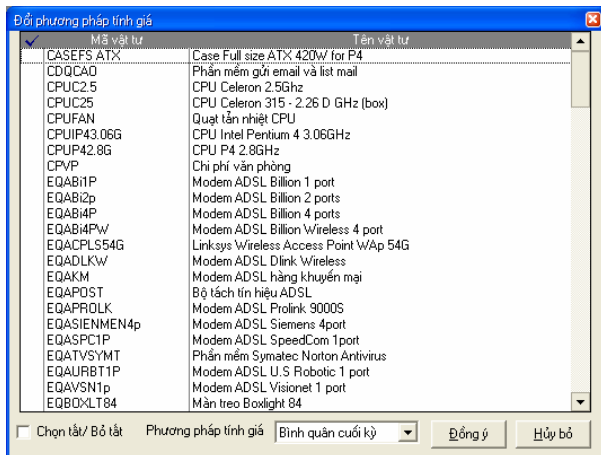 Đổi phương pháp tính giá
Mã vật tư Tên vật tư
CASEFS ATX Case Full size ATX 420W for P4
CDQCAO Phần mềm gửi email và list mail
CPUC2.5 CPU Celeron 2.5Ghz
CPUC25 CPU Celeron 315 - 2.26 D GHz (box)
CPUFAN Quạt tản nhiệt CPU
CPUIP43.06G CPU Intel Pentium 4 3.06GHz
CPUP42.8G CPU P4 2.8GHz
CPVP Chi phí văn phòng
EQABi1P Modem ADSL Billion 1 port
EQABi2p Modem ADSL Billion 2 ports
EQABi4P Modem ADSL Billion 4 ports
EQABi4PW Modem ADSL Billion Wireless 4 port
EQACPLS54G Linksys Wireless Access Point WAp 54G
EQADLKW Modem ADSL Dlink Wireless
EQAKM Modem ADSL hàng khuyến mại
EQAPOST Bộ tách tín hiệu ADSL
EQAPROLK Modem ADSL Prolink 9000S
EQASIENMEN4p Modem ADSL Siemens 4port
EQASPC1P Modem ADSL SpeedCom 1port
EQATVSYMT Phần mềm Symatec Norton Antivirus
EQAURBT1P Modem ADSL U.S Robotic 1 port
EQAVSN1p Modem ADSL Visionet 1 port
EQBOXLT84 Màn treo Boxlight 84
Chọn tất/ Bỏ tất Phương pháp tính giá Bình quân cuối kỳ Đồng ý Hủy bỏ